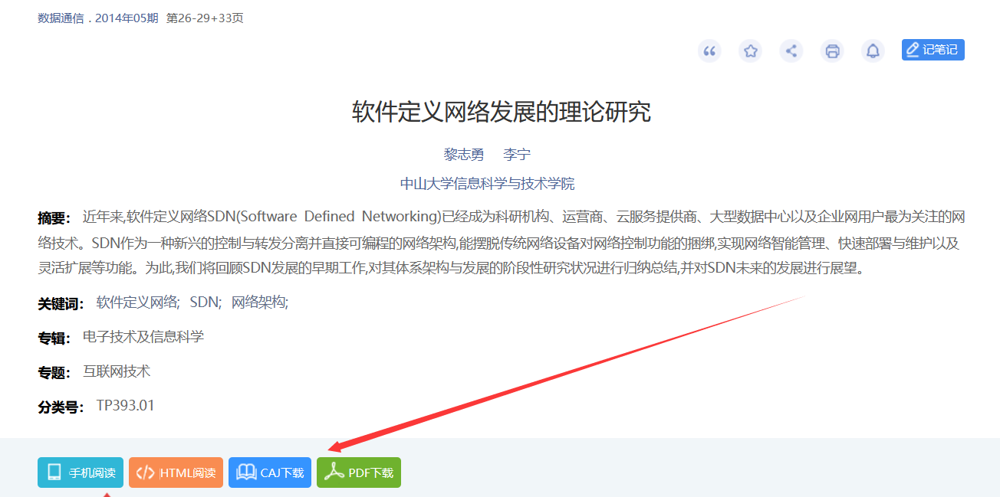 数据通信 . 2014年05期 第26-29+33页
记笔记
软件定义网络发展的理论研究
黎志勇 李宁
中山大学信息科学与技术学院
摘要： 近年来,软件定义网络SDN(Software Defined Networking)已经成为科研机构、运营商、云服务提供商、大型数据中心以及企业网用户最为关注的网
络技术。SDN作为一种新兴的控制与转发分离并直接可编程的网络架构,能摆脱传统网络设备对网络控制功能的捆绑,实现网络智能管理、快速部署与维护以及
灵活扩展等功能。为此,我们将回顾SDN发展的早期工作,对其体系架构与发展的阶段性研究状况进行归纳总结,并对SDN未来的发展进行展望。
关键词： 软件定义网络; SDN; 网络架构;
专辑： 电子技术及信息科学
专题： 互联网技术
分类号： TP393.01
手机阅读 HTML阅读 CAJ下载 PDF下载